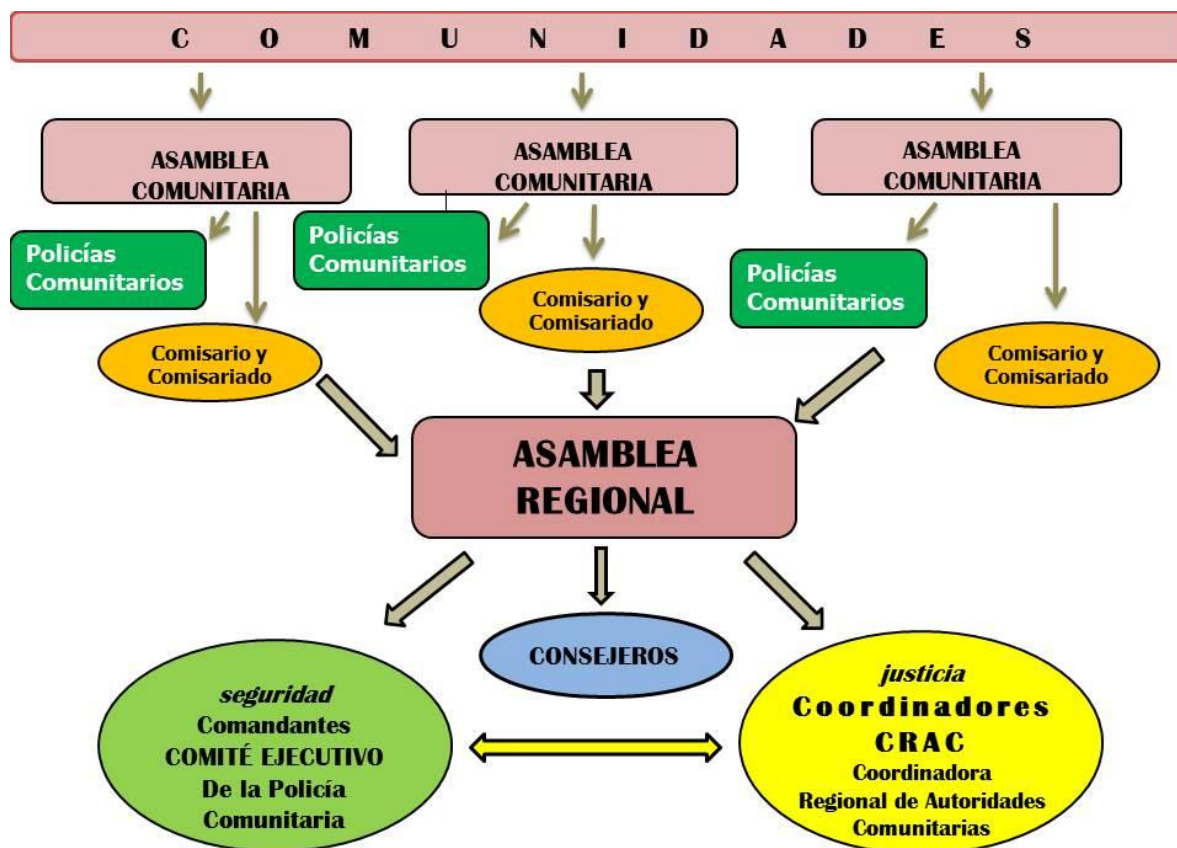 COMUNIDADES
ASAMBLEA
COMUNITARIA
ASAMBLEA
COMUNITARIA
ASAMBLEA
COMUNITARIA
Policías
Comunitarios
Policías
Comunitarios
Policías
Comunitarios
Comisario y
Comisariado
Comisario y
Comisariado
Comisario y
Comisariado
ASAMBLEA
REGIONAL
CONSEJEROS
seguridad
Comandantes
COMITÉ EJECUTIVO
De la Policía
Comunitaria
justicia
Coordinadores
CRAC
Coordinadora
Regional de Autoridades
Comunitarias